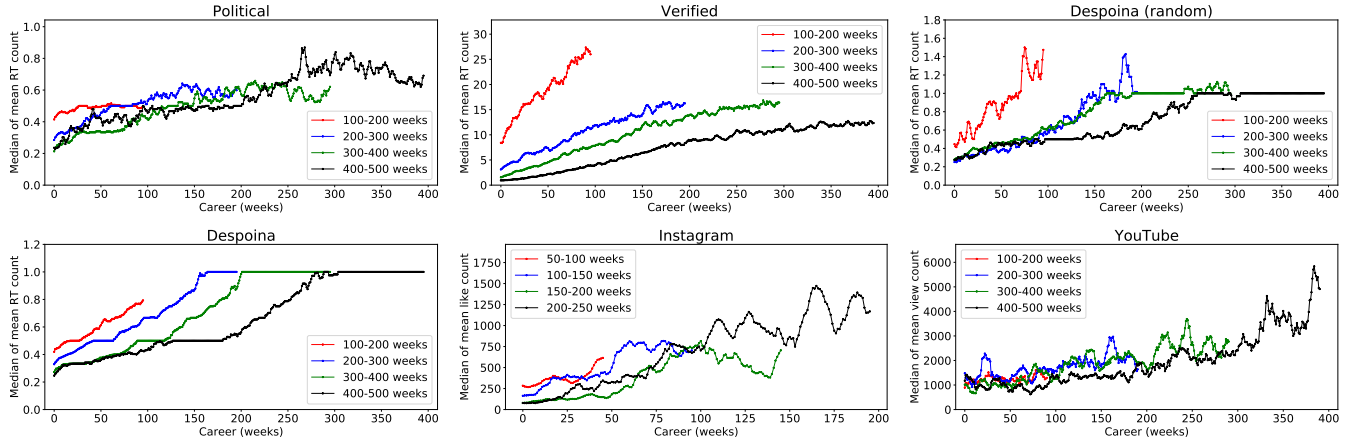 Political
Median of mean RT count
1.0
0.8
0.6
0.4
0.2
0.0
100-200 weeks
200-300 weeks
300-400 weeks
400-500 weeks
0 50 100 150 200 250 300 350 400
Career (weeks)
Verified
Median of mean RT count
30
25
20
15
10
5
0
100-200 weeks
200-300 weeks
300-400 weeks
400-500 weeks
0 50 100 150 200 250 300 350 400
Career (weeks)
Despoina (random)
Median of mean RT count
1.8
1.6
1.4
1.2
1.0
0.8
0.6
0.4
0.2
0.0
100-200 weeks
200-300 weeks
300-400 weeks
400-500 weeks
0 50 100 150 200 250 300 350 400
Career (weeks)
Despoina
Median of mean RT count
1.2
1.0
0.8
0.6
0.4
0.2
0.0
100-200 weeks
200-300 weeks
300-400 weeks
400-500 weeks
0 50 100 150 200 250 300 350 400
Career (weeks)
Instagram
Median of mean like count
1750
1500
1250
1000
750
500
250
0
50-100 weeks
100-150 weeks
150-200 weeks
200-250 weeks
0 25 50 75 100 125 150 175 200
Career (weeks)
YouTube
Median of mean view count
6000
5000
4000
3000
2000
1000
0
100-200 weeks
200-300 weeks
300-400 weeks
400-500 weeks
0 50 100 150 200 250 300 350 400
Career (weeks)